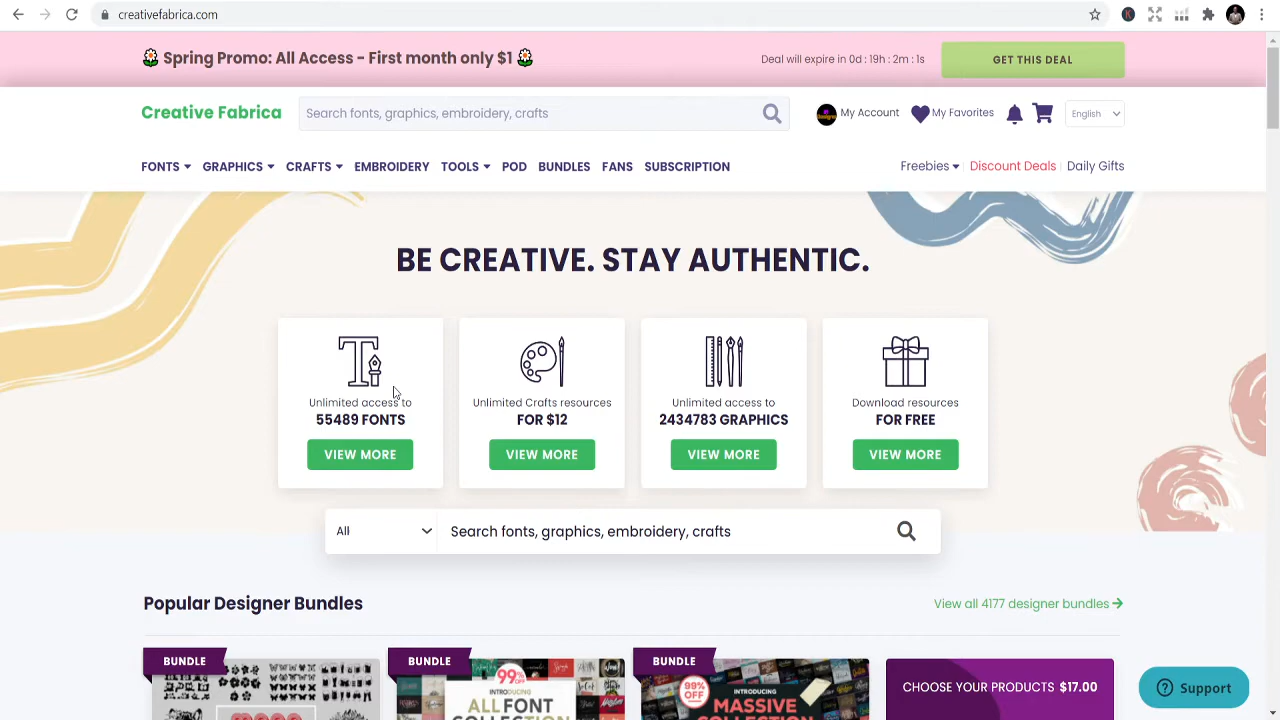 creativefabrica.com
Spring Promo: All Access - First month only $1
Deal will expire in 0d : 19h : 2m : 1s
GET THIS DEAL
Creative Fabrica
Search fonts, graphics, embroidery, crafts
My Account
My Favorites
English
FONTS
GRAPHICS
CRAFTS
EMBROIDERY
TOOLS
POD
BUNDLES
FANS
SUBSCRIPTION
Freebies
Discount Deals
Daily Gifts
BE CREATIVE. STAY AUTHENTIC.
Unlimited access to
55489 FONTS
VIEW MORE
Unlimited Crafts resources
FOR $12
VIEW MORE
Unlimited access to
2434783 GRAPHICS
VIEW MORE
Download resources
FOR FREE
VIEW MORE
All
Search fonts, graphics, embroidery, crafts
Popular Designer Bundles
View all 4177 designer bundles
BUNDLE
BUNDLE
99%
OFF
INTRODUCING
ALL FONT
COLLECTION
BUNDLE
99%
OFF
INTRODUCING
MASSIVE
COLLECTION
CHOOSE YOUR PRODUCTS $17.00
Support